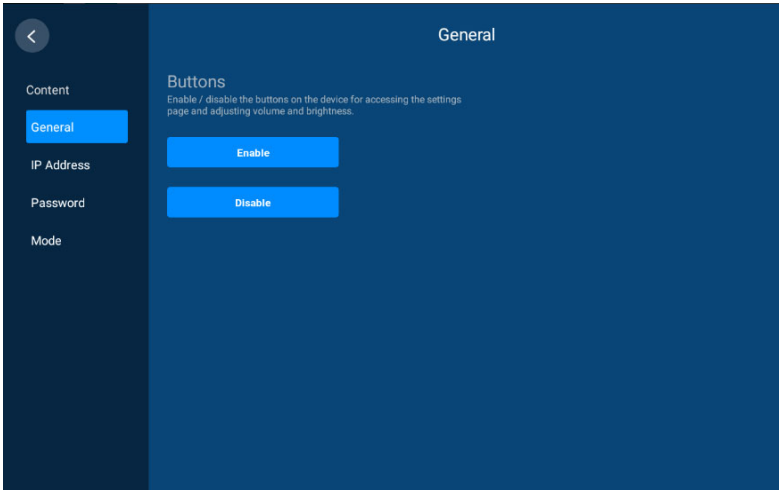 General
Content
General
IP Address
Password
Mode
Buttons
Enable / disable the buttons on the device for accessing the settings
page and adjusting volume and brightness.
Enable
Disable